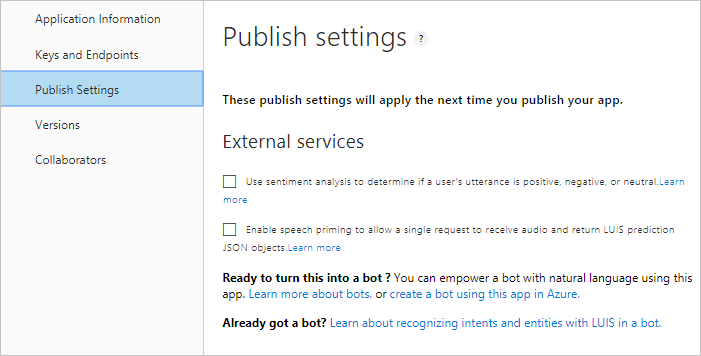 Application Information
Keys and Endpoints
Publish Settings
Versions
Collaborators
Publish settings ?
These publish settings will apply the next time you publish your app.
External services
Use sentiment analysis to determine if a user's utterance is positive, negative, or neutral.Learn
more
Enable speech priming to allow a single request to receive audio and return LUIS prediction
JSON objects.Learn more
Ready to turn this into a bot ? You can empower a bot with natural language using this
app. Learn more about bots. or create a bot using this app in Azure.
Already got a bot? Learn about recognizing intents and entities with LUIS in a bot.